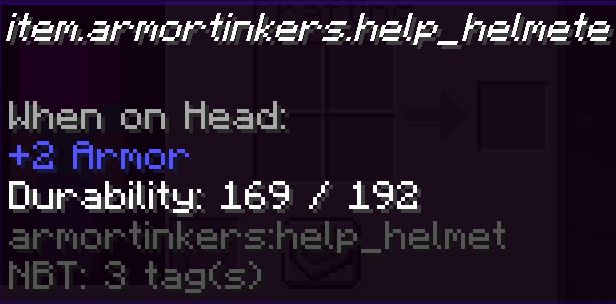 item.armortinkers.help_helmete
When on Head:
+2 Armor
Durability: 169 / 192
armortinkers:help_helmet
NBT: 3 tag(s)